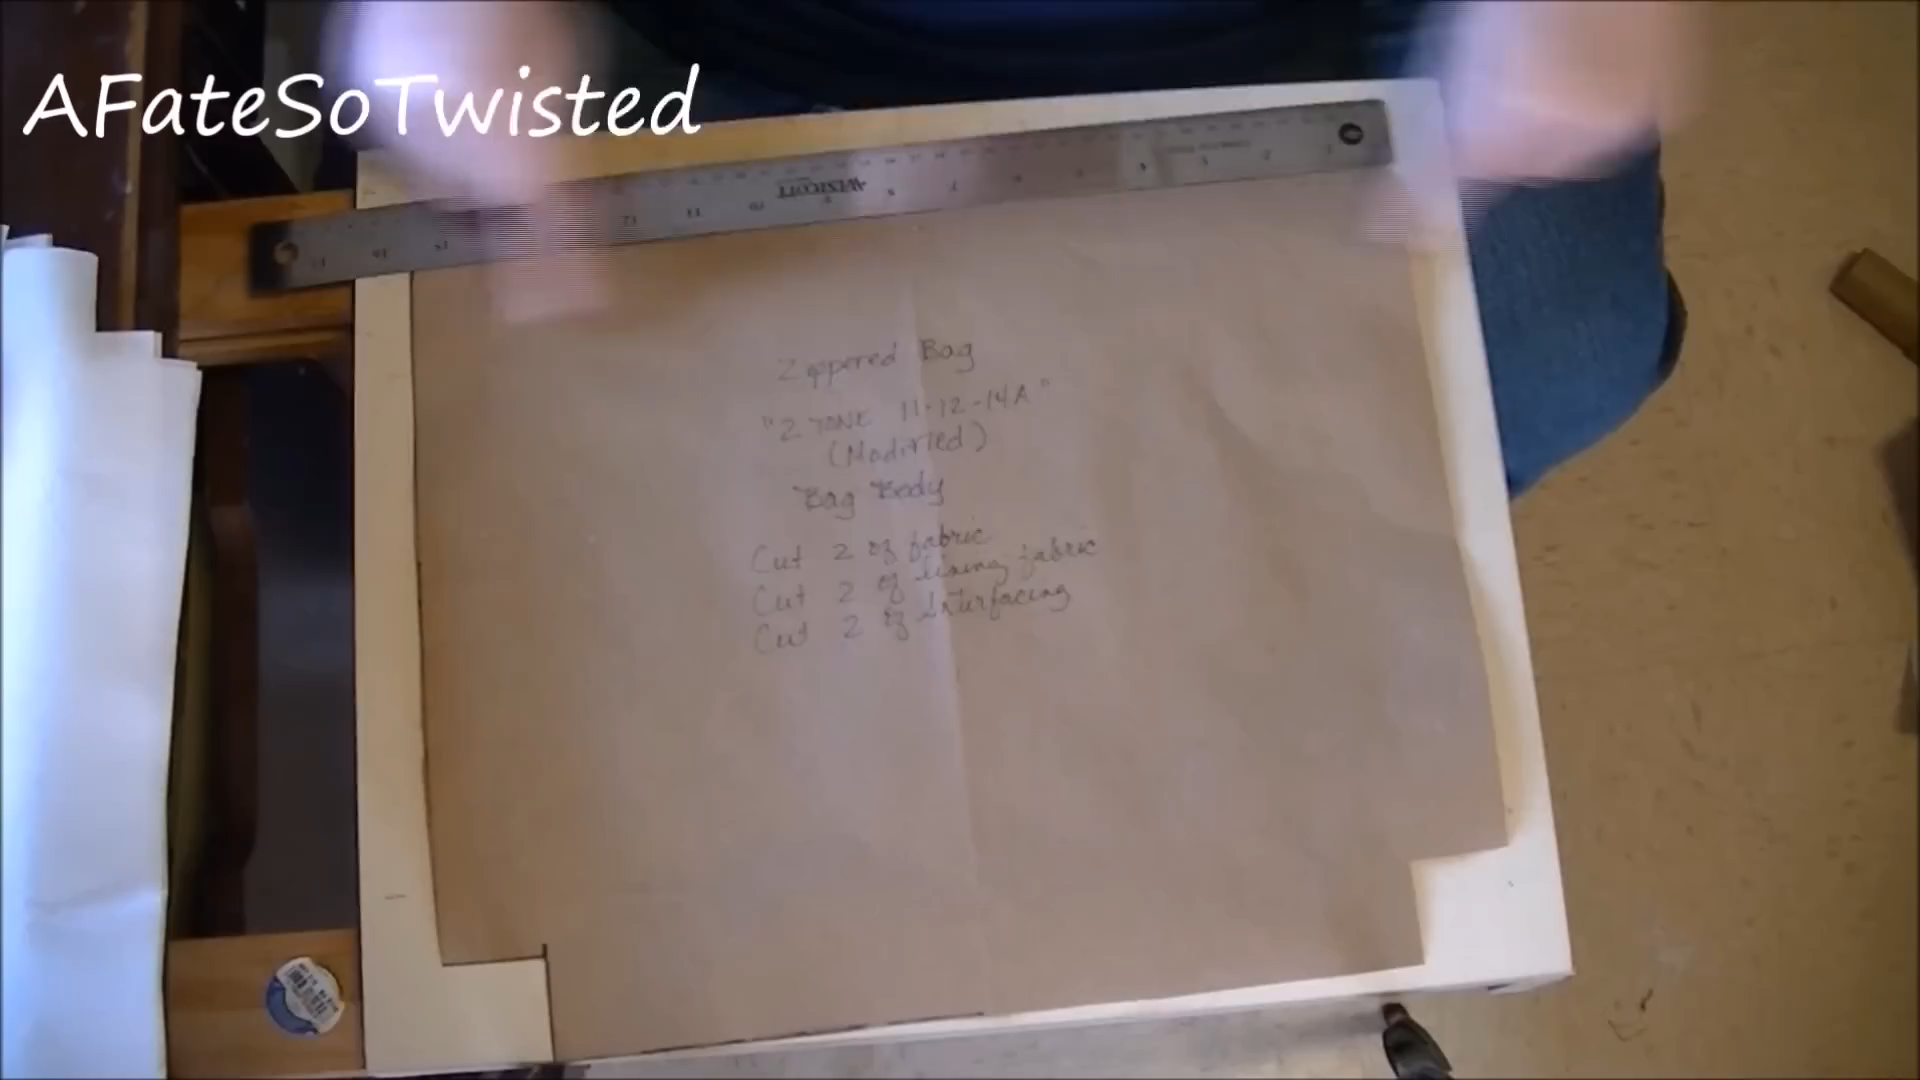 AFateSoTwisted
WESTCOTT
Zippered Bag
"2 TONE 11-12-14A"
(Modified)
Bag Body
Cut 2 of fabric
Cut 2 of lining fabric
Cut 2 of Interfacing